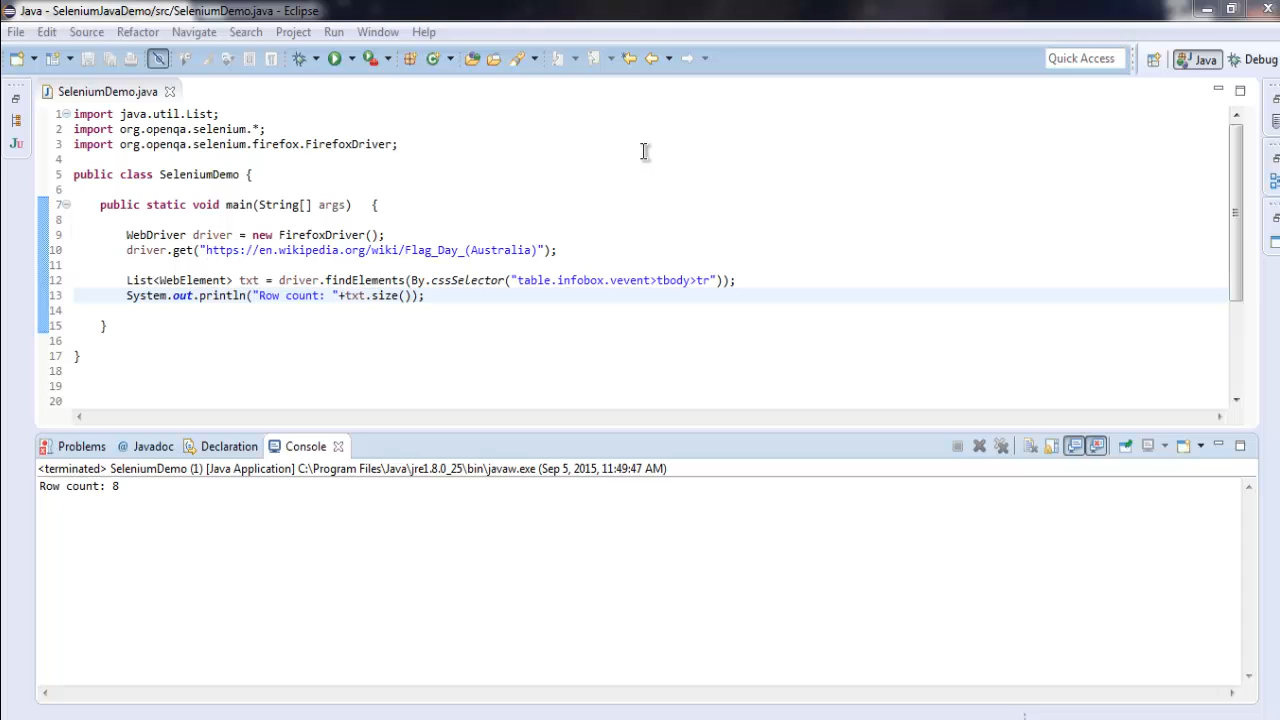 Java - SeleniumJavaDemo/src/SeleniumDemo.java - Eclipse
File Edit Source Refactor Navigate Search Project Run Window Help
Quick Access
Java
Debug
SeleniumDemo.java
1 import java.util.List;
2 import org.openqa.selenium.*;
3 import org.openqa.selenium.firefox.FirefoxDriver;
4
5 public class SeleniumDemo {
6
7 public static void main(String[] args) {
8
9 WebDriver driver = new FirefoxDriver();
10 driver.get("https://en.wikipedia.org/wiki/Flag_Day_(Australia)");
11
12 List<WebElement> txt = driver.findElements(By.cssSelector("table.infobox.vevent>tbody>tr"));
13 System.out.println("Row count: "+txt.size());
14
15 }
16
17 }
18
19
20
Problems @ Javadoc Declaration Console
<terminated> SeleniumDemo (1) [Java Application] C:\Program Files\Java\jre1.8.0_25\bin\javaw.exe (Sep 5, 2015, 11:49:47 AM)
Row count: 8